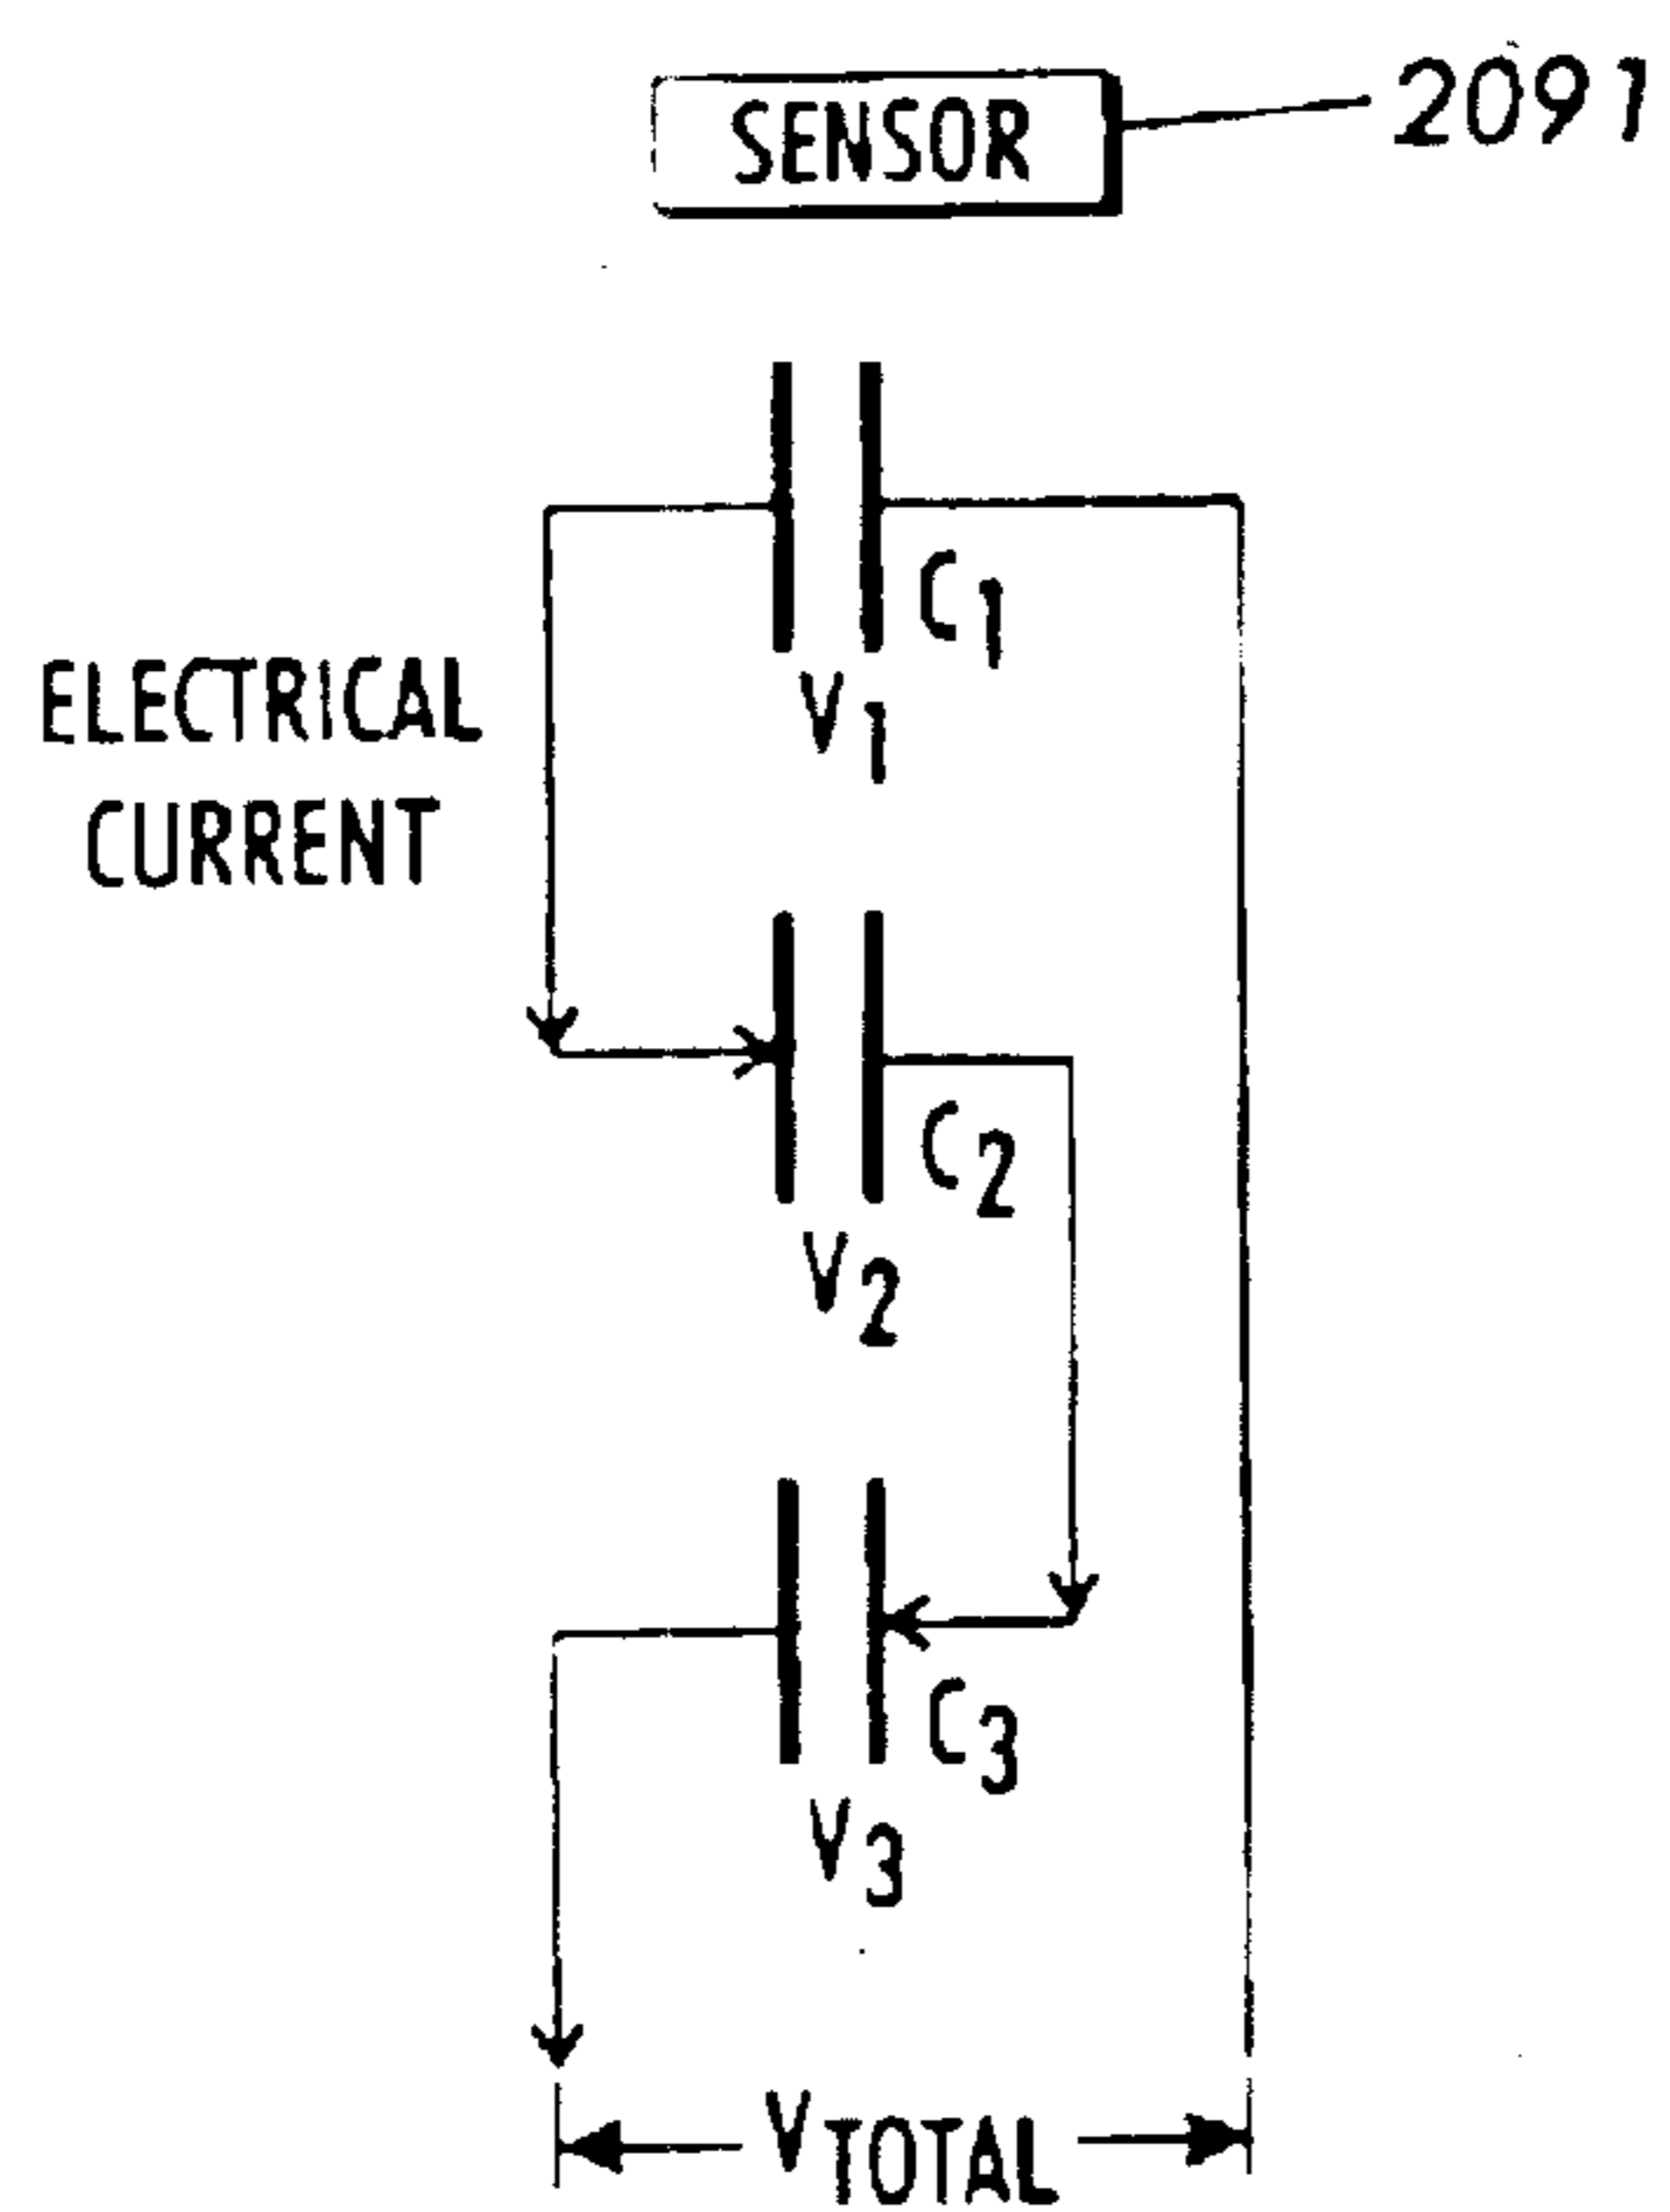 SENSOR
2091
C1
V1
ELECTRICAL
CURRENT
C2
V2
C3
V3
VTOTAL